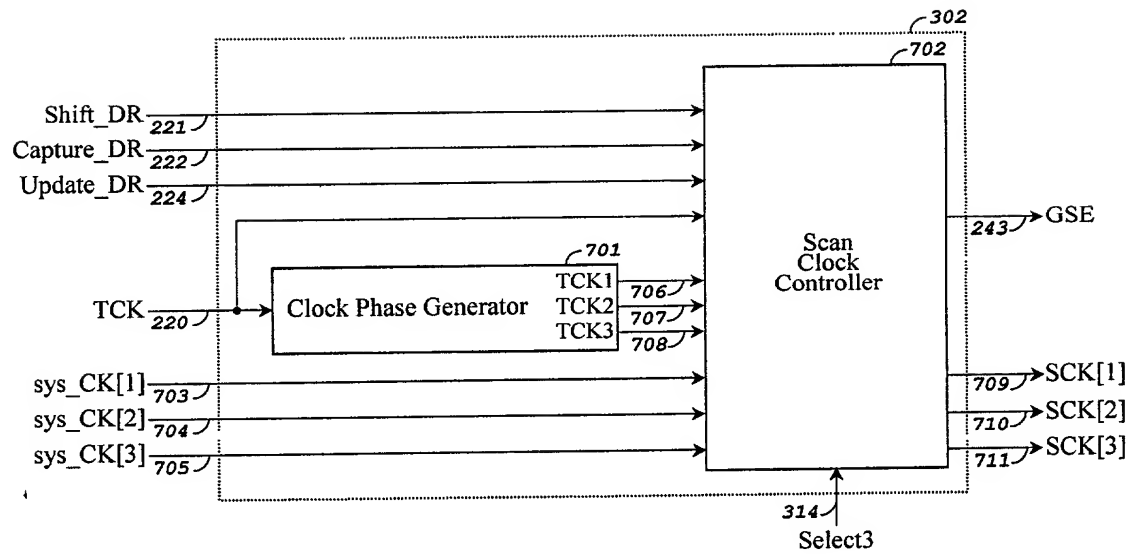 302
702
Shift_DR
221
Capture_DR
222
Update_DR
224
GSE
243
Scan
Clock
Controller
701
TCK
220
Clock Phase Generator
TCK1
706
TCK2
707
TCK3
708
sys_CK[1]
703
sys_CK[2]
704
sys_CK[3]
705
SCK[1]
709
SCK[2]
710
SCK[3]
711
314
Select3